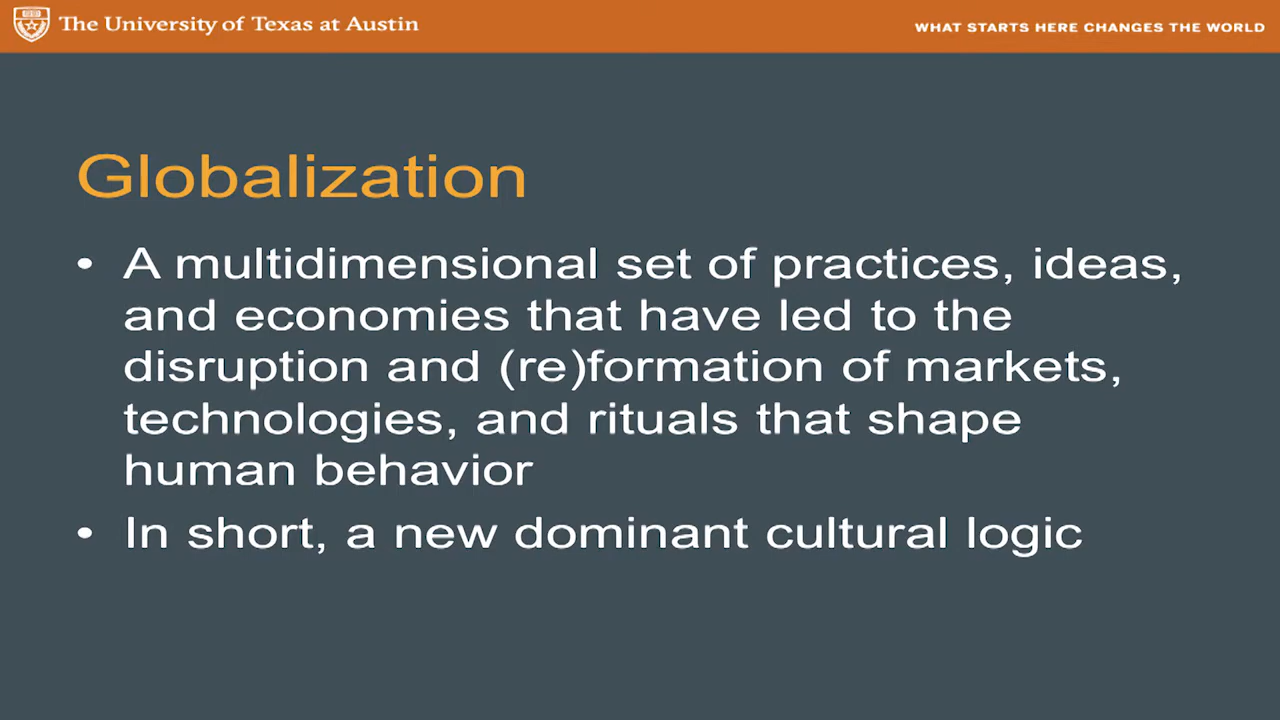 The University of Texas at Austin
WHAT STARTS HERE CHANGES THE WORLD
Globalization
• A multidimensional set of practices, ideas,
and economies that have led to the
disruption and (re)formation of markets,
technologies, and rituals that shape
human behavior
• In short, a new dominant cultural logic